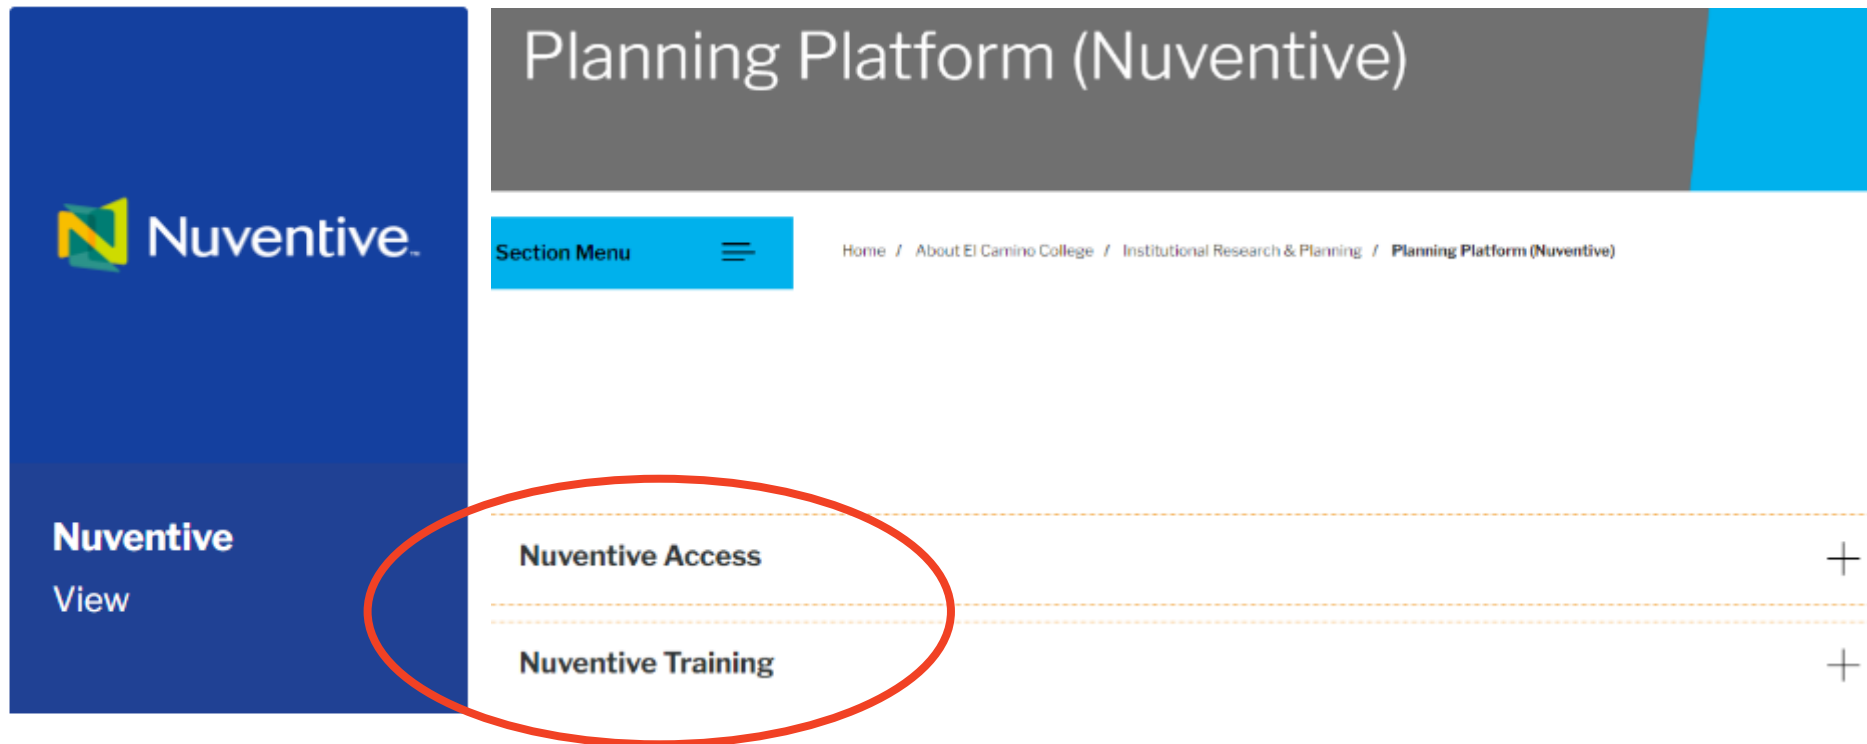 Nuventive™
Nuventive
View
Planning Platform (Nuventive)
Section Menu
Home / About El Camino College / Institutional Research & Planning / Planning Platform (Nuventive)
Nuventive Access
Nuventive Training